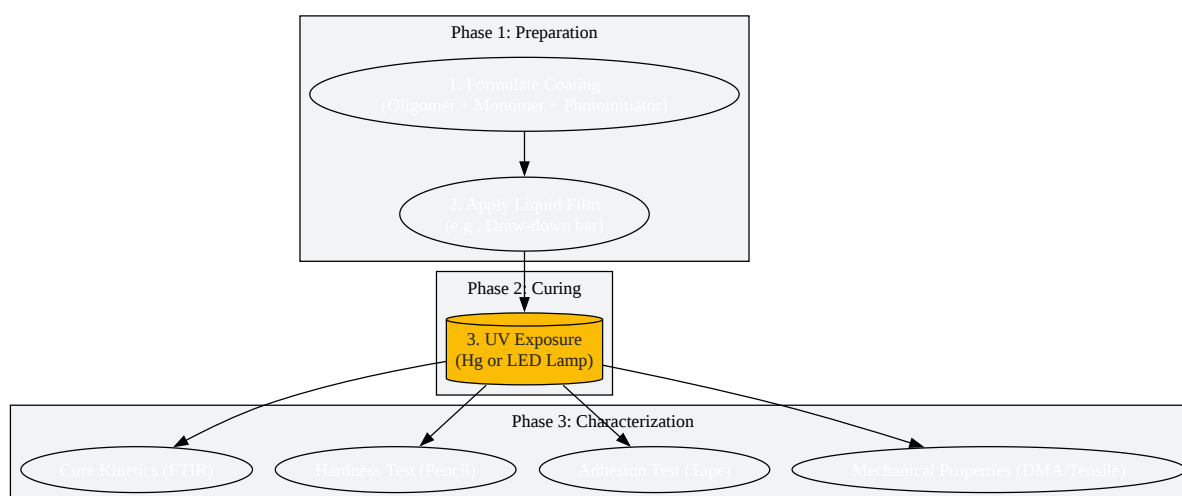 Phase 1: Preparation
1. Formulate Coating
(Oligomer + Monomer + Photoinitiator)
2. Apply Liquid Film
(e.g., Draw-down bar)
Phase 2: Curing
3. UV Exposure
(Hg or LED Lamp)
Phase 3: Characterization
Cure Kinetics (FTIR)
Hardness Test (Pencil)
Adhesion Test (Tape)
Mechanical Properties (DMA/Tensile)